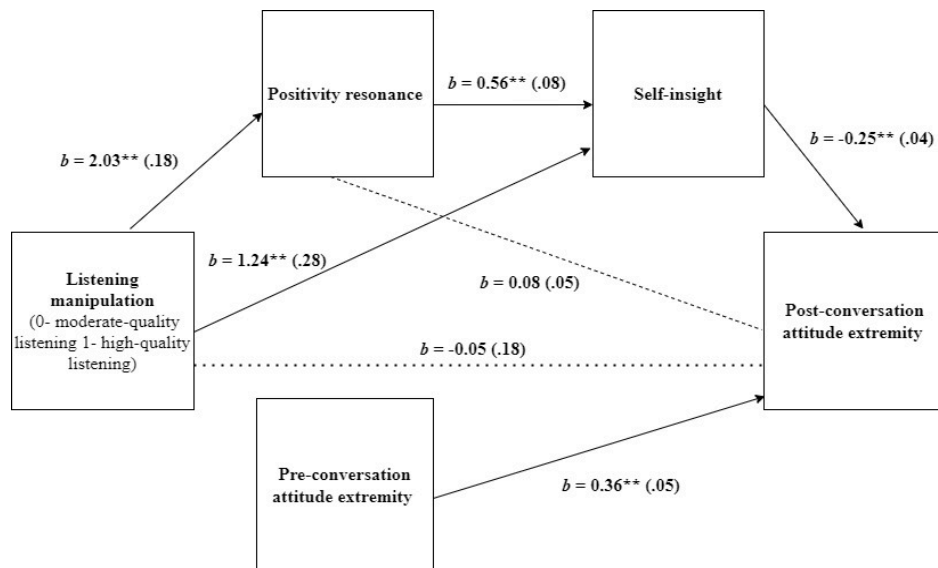 Positivity resonance
b = 0.56** (.08)
Self-insight
b = -0.25** (.04)
b = 2.03** (.18)
Listening
manipulation
(0- moderate-quality
listening 1- high-quality
listening)
b = 1.24** (.28)
b = 0.08 (.05)
Post-conversation
attitude extremity
b = -0.05 (.18)
Pre-conversation
attitude extremity
b = 0.36** (.05)